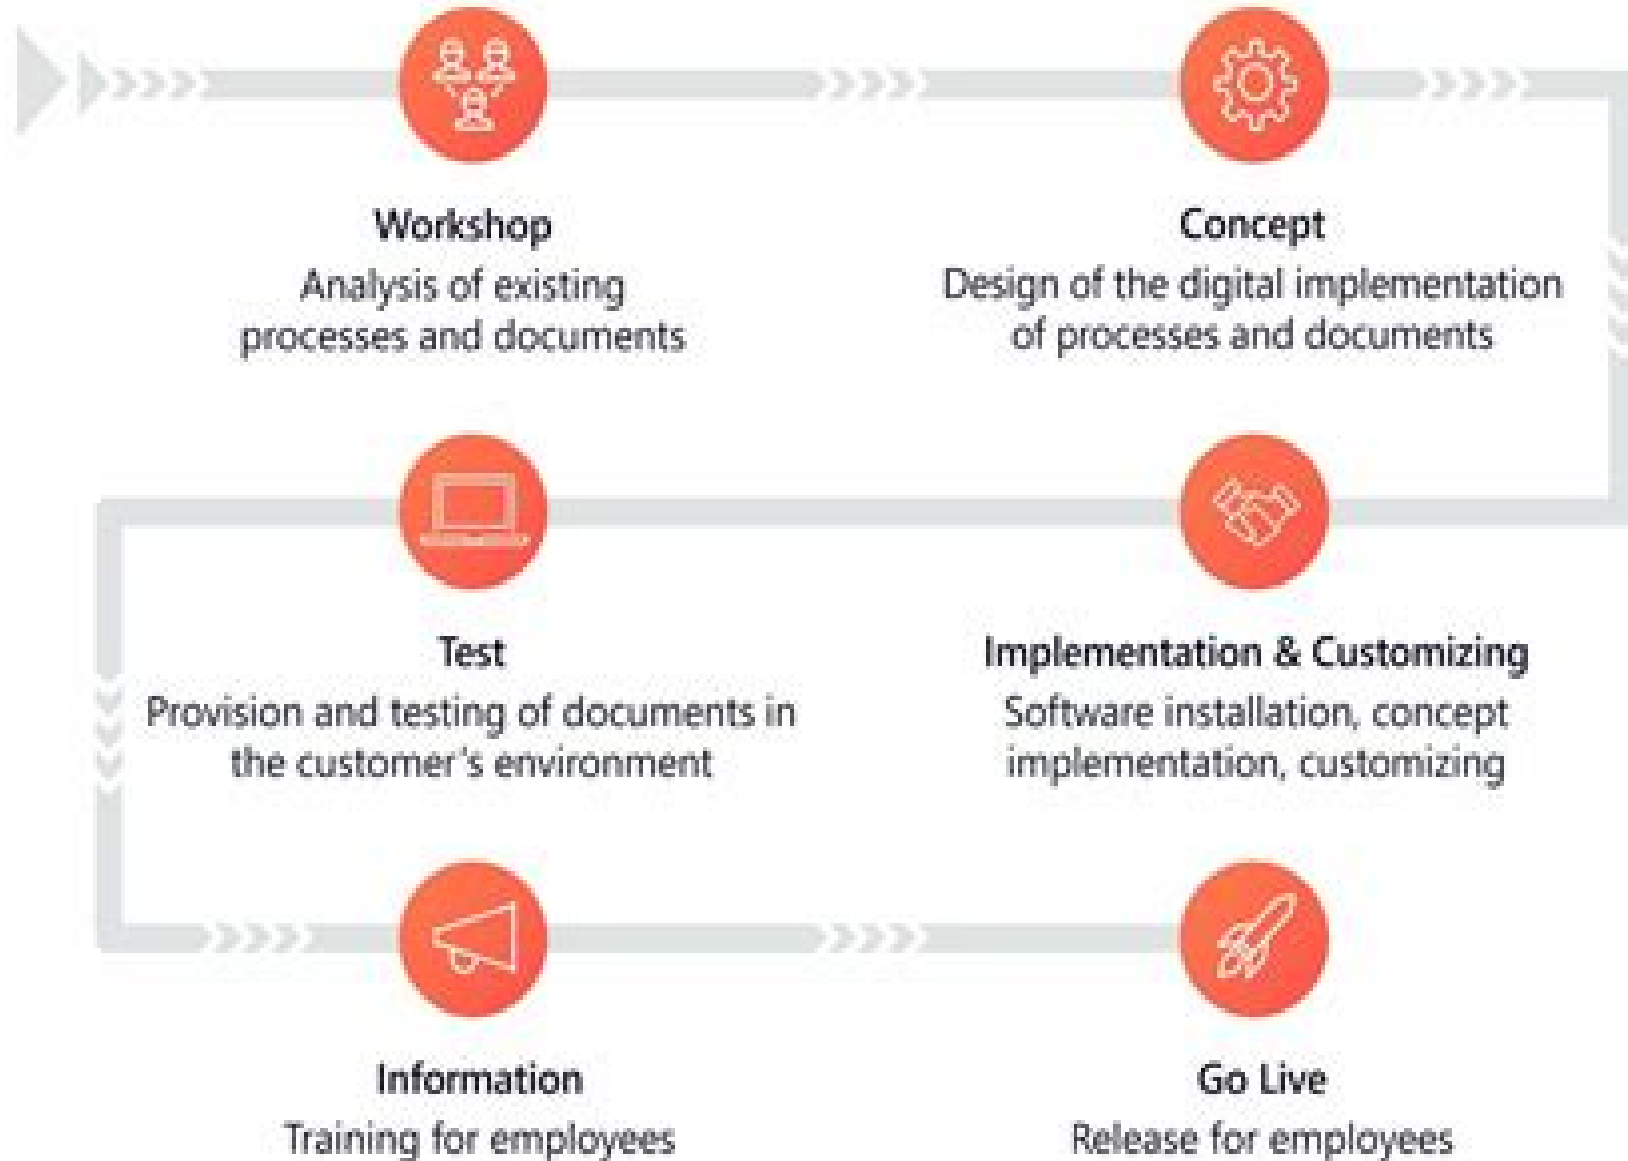 Workshop
Analysis of existing
processes and documents
Concept
Design of the digital implementation
of processes and documents
Implementation & Customizing
Software installation, concept
implementation, customizing
Test
Provision and testing of documents in
the customer's environment
Information
Training for employees
Go Live
Release for employees